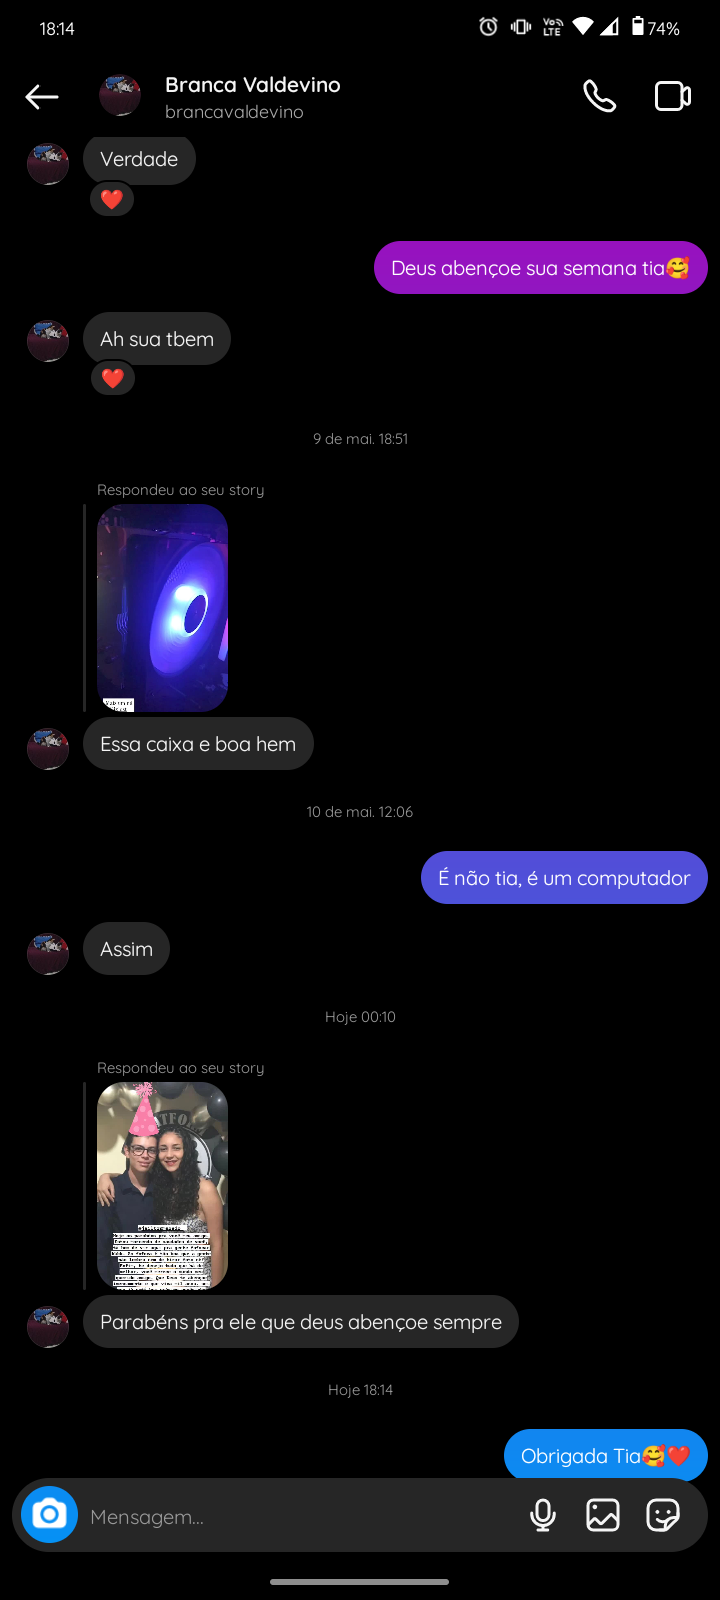 18:14
Vo LTE
74%
Branca Valdevino
brancavaldevino
Verdade
❤️
Deus abençoe sua semana tia🥰
Ah sua tbem
❤️
9 de mai. 18:51
Respondeu ao seu story
Essa caixa e boa hem
10 de mai. 12:06
É não tia, é um computador
Assim
Hoje 00:10
Respondeu ao seu story
Parabéns pra ele que deus abençoe sempre
Hoje 18:14
Obrigada Tia🥰❤️
Mensagem...